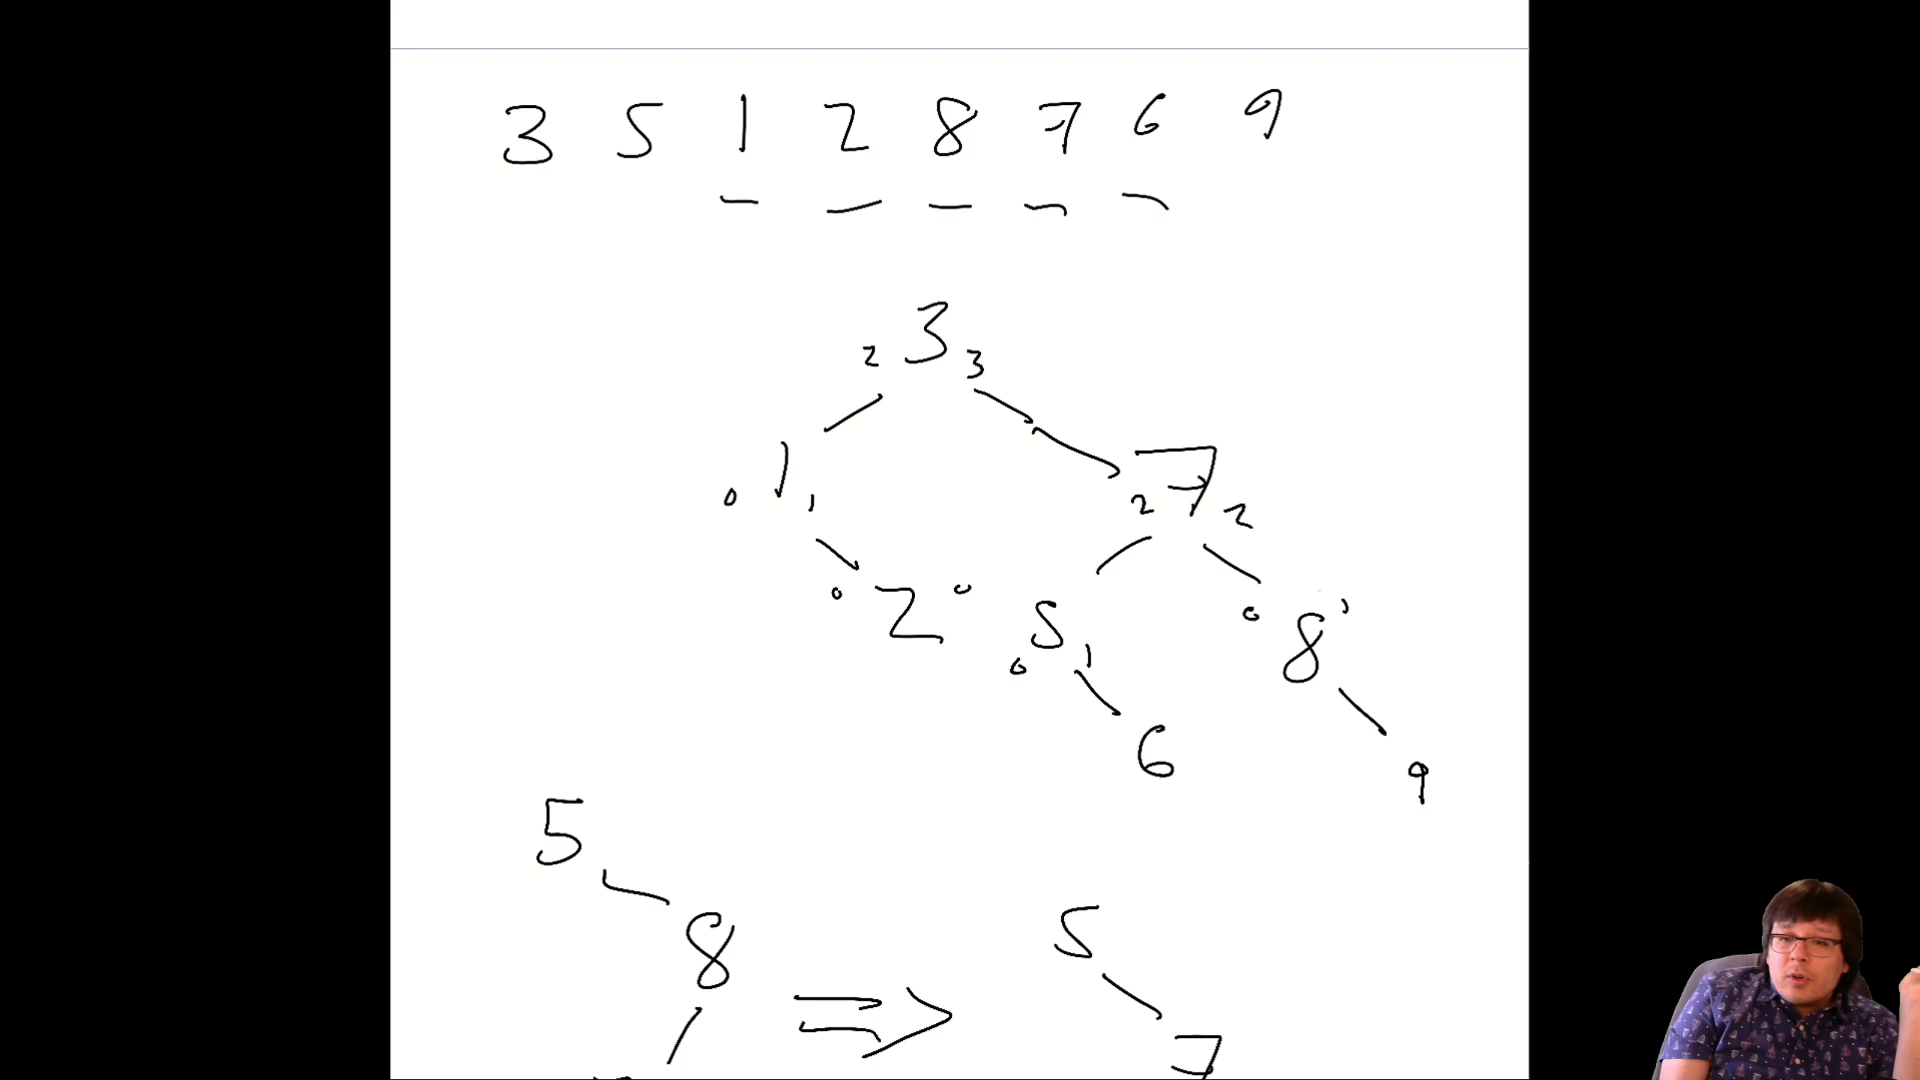 3 5 1 2 8 7 6 9
2 3 3
0 1 1 2 7 2
0 2 0 0 5 1 0 8 1
6 9
5
8 5
7